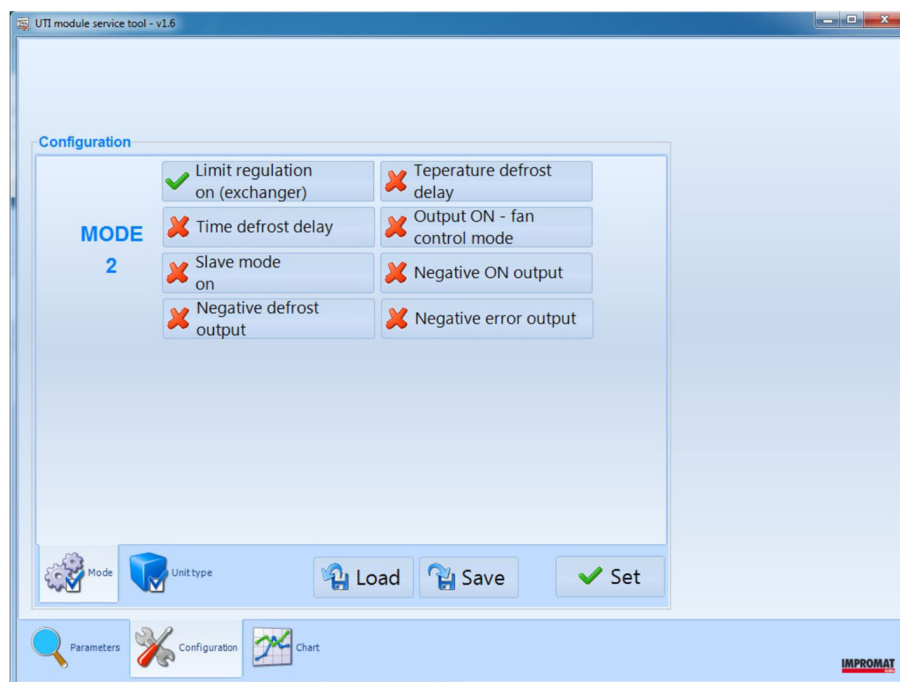 UTI module service tool - v1.6
Configuration
MODE
2
Limit regulation
on (exchanger)
Teperature defrost
delay
Time defrost delay
Output ON - fan
control mode
Slave mode
on
Negative ON output
Negative defrost
output
Negative error output
Mode
Unit type
Load
Save
Set
Parameters
Configuration
Chart
IMPROMAT